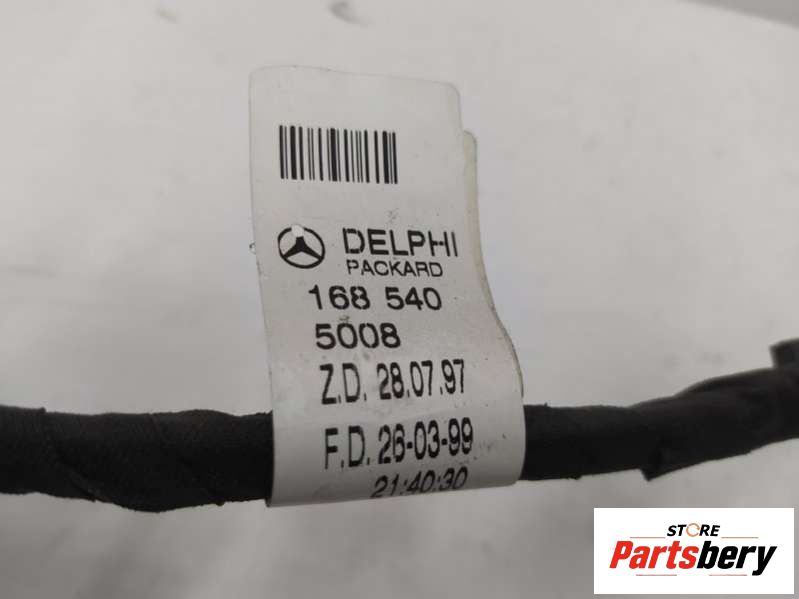 DELPHI
PACKARD
168 540
5008
Z.D. 28.07.97
F.D. 26-03-99
21:40:30
STORE
Partsbery